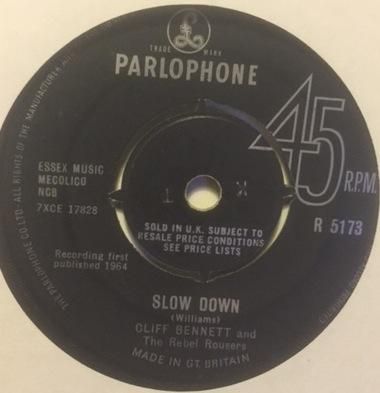 TRADE MARK
PARLOPHONE
45 R.P.M.
ESSEX MUSIC
MECOLICO
NCB
7XCE 17828
R 5173
SOLD IN U.K. SUBJECT TO
RESALE PRICE CONDITIONS
SEE PRICE LISTS
Recording first
published 1964
SLOW DOWN
(Williams)
CLIFF BENNETT and
The Rebel Rousers
MADE IN GT. BRITAIN
THE PARLOPHONE CO. LTD. ALL RIGHTS OF THE MANUFACTURER